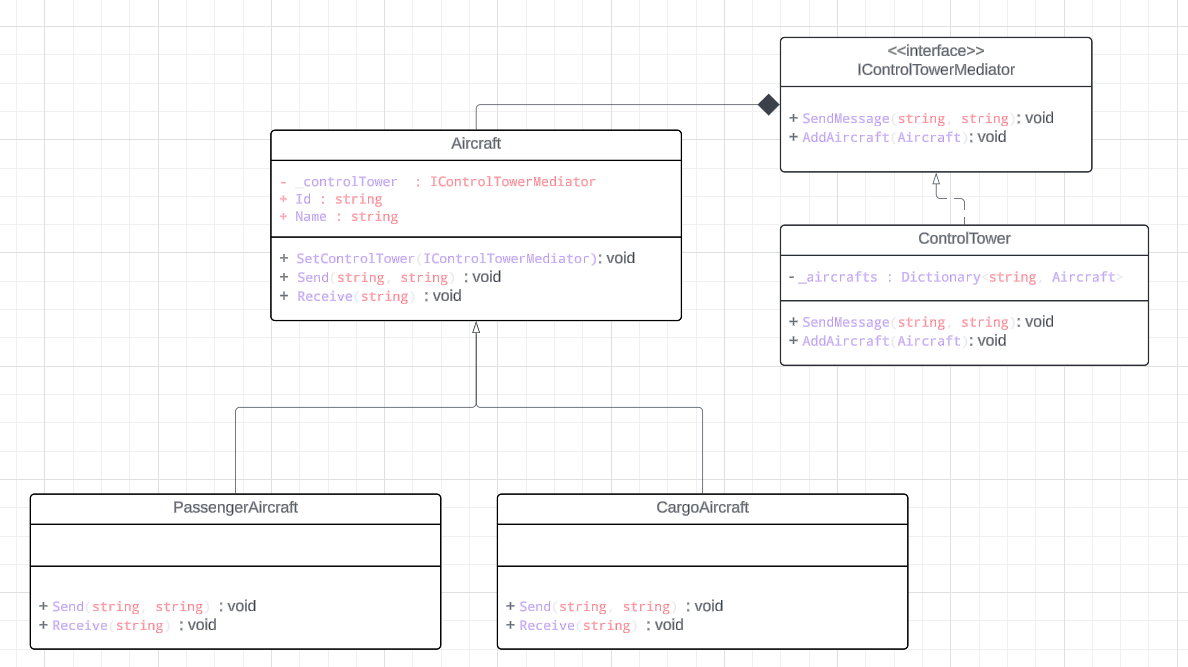 <<interface>>
IControlTowerMediator
+ SendMessage(string, string): void
+ AddAircraft(Aircraft): void
Aircraft
- _controlTower : IControlTowerMediator
+ Id : string
+ Name : string
+ SetControlTower(IControlTowerMediator): void
+ Send(string, string) : void
+ Receive(string) : void
ControlTower
- _aircrafts : Dictionary<string, Aircraft>
+ SendMessage(string, string): void
+ AddAircraft(Aircraft): void
PassengerAircraft
+ Send(string, string) : void
+ Receive(string) : void
CargoAircraft
+ Send(string, string) : void
+ Receive(string) : void